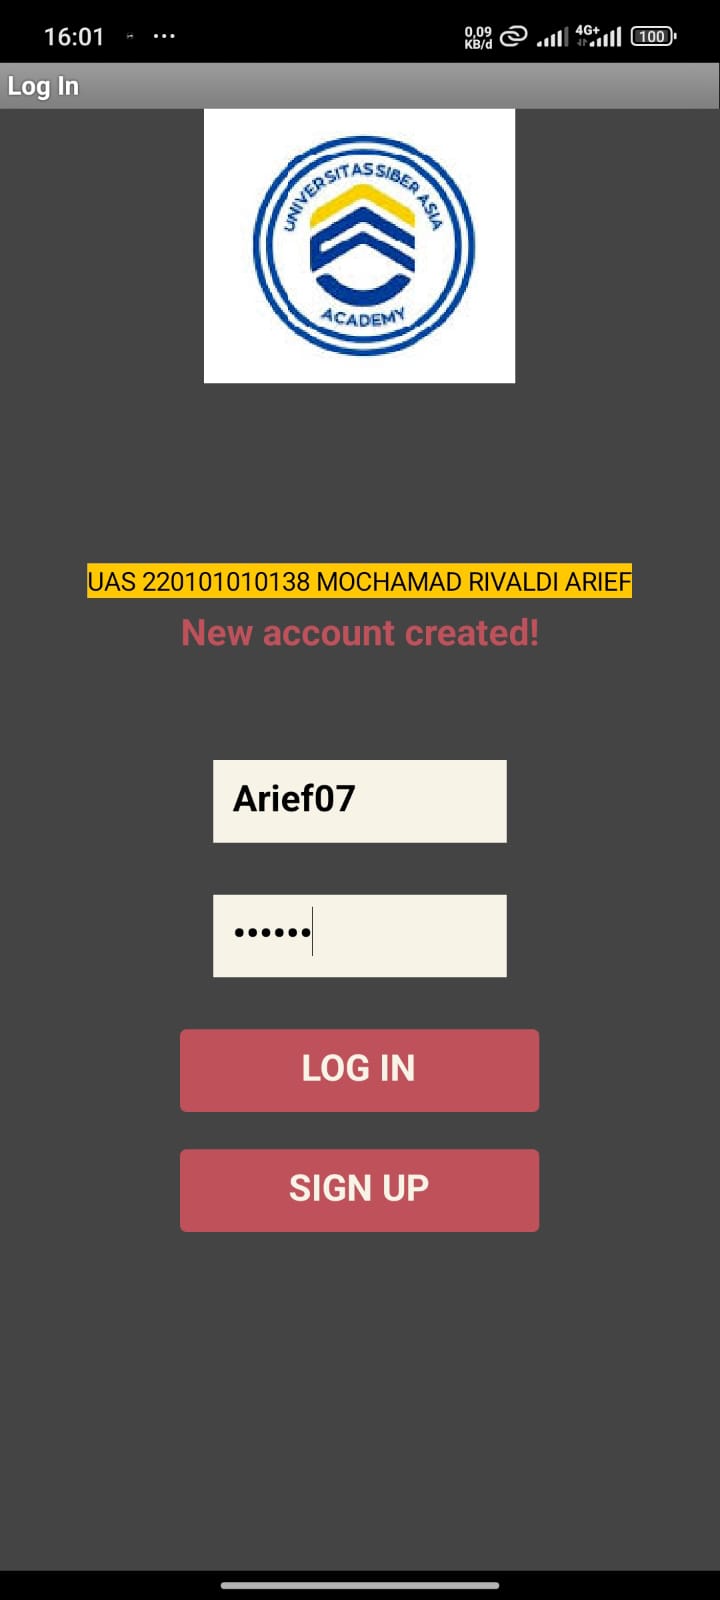 16:01
0,09
KB/d
4G+
100
Log In
UNIVERSITAS SIBER ASIA
ACADEMY
UAS 220101010138 MOCHAMAD RIVALDI ARIEF
New account created!
Arief07
••••••
LOG IN
SIGN UP